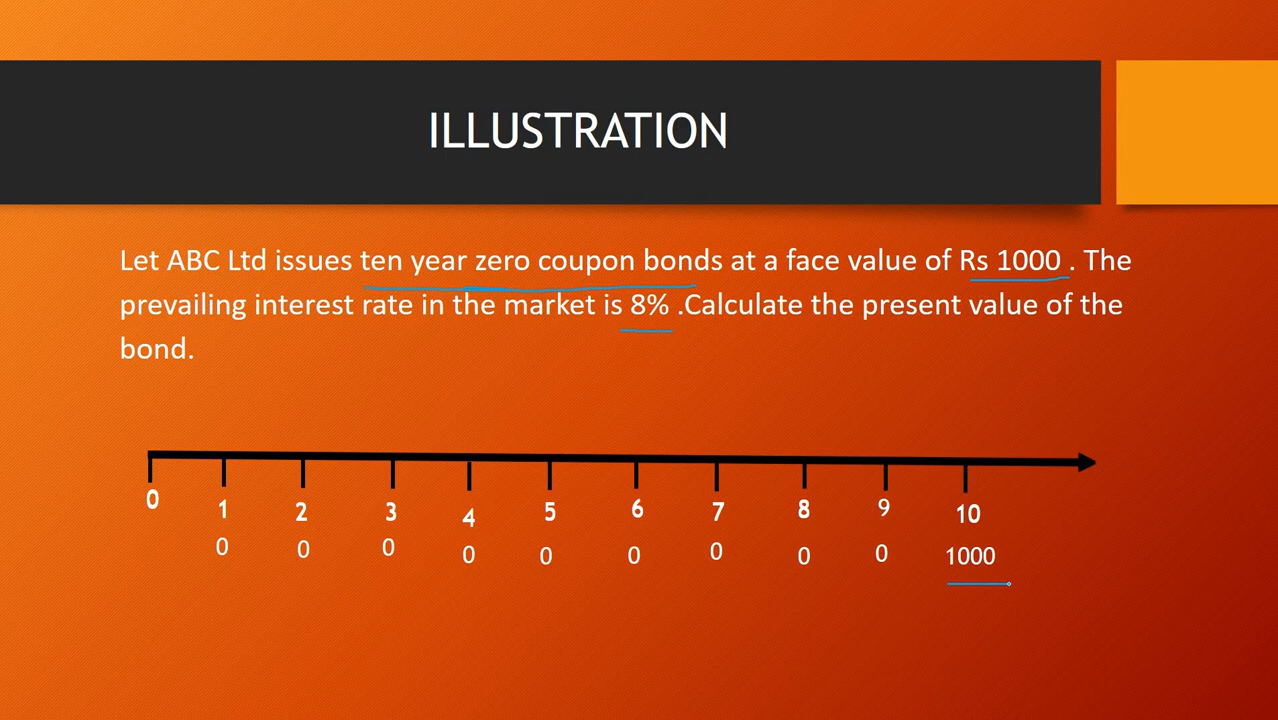 ILLUSTRATION
Let ABC Ltd issues ten year zero coupon bonds at a face value of Rs 1000 . The
prevailing interest rate in the market is 8% .Calculate the present value of the
bond.
0 1 2 3 4 5 6 7 8 9 10
0 0 0 0 0 0 0 0 0 1000